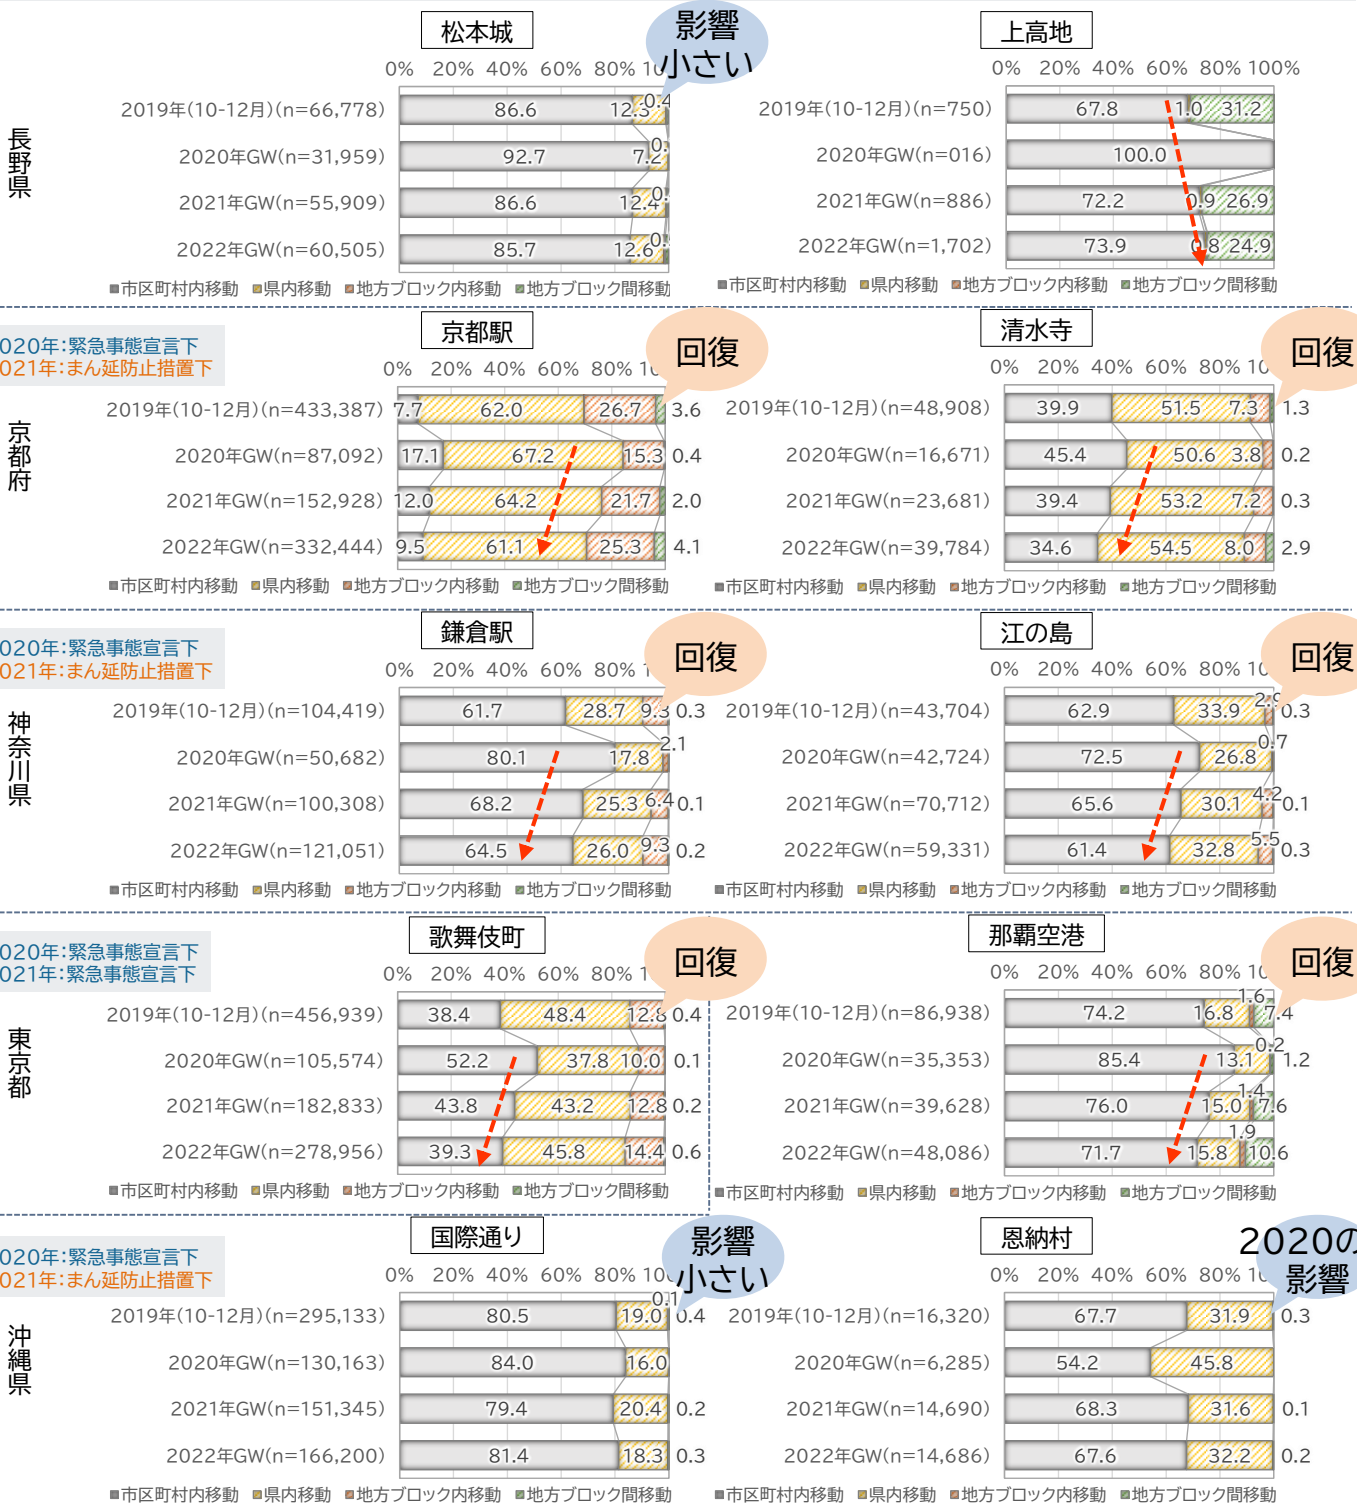 長野県
松本城
影響
小さい
0% 20% 40% 60% 80%
2019年(10-12月)(n=66,778) 86.6 12.3 0.4
2020年GW(n=31,959) 92.7 7.2
2021年GW(n=55,909) 86.6 12.4
2022年GW(n=60,505) 85.7 12.6
市区町村内移動 県内移動 地方ブロック内移動 地方ブロック間移動
上高地
0% 20% 40% 60% 80% 100%
2019年(10-12月)(n=750) 67.8 1.0 31.2
2020年GW(n=016) 100.0
2021年GW(n=886) 72.2 0.9 26.9
2022年GW(n=1,702) 73.9 0.8 24.9
市区町村内移動 県内移動 地方ブロック内移動 地方ブロック間移動
020年：緊急事態宣言下
021年：まん延防止措置下
京都府
京都駅
回復
0% 20% 40% 60% 80%
2019年(10-12月)(n=433,387) 7.7 62.0 26.7 3.6
2020年GW(n=87,092) 17.1 67.2 15.3 0.4
2021年GW(n=152,928) 12.0 64.2 21.7 2.0
2022年GW(n=332,444) 9.5 61.1 25.3 4.1
市区町村内移動 県内移動 地方ブロック内移動 地方ブロック間移動
清水寺
回復
0% 20% 40% 60% 80%
2019年(10-12月)(n=48,908) 39.9 51.5 7.3 1.3
2020年GW(n=16,671) 45.4 50.6 3.8 0.2
2021年GW(n=23,681) 39.4 53.2 7.2 0.3
2022年GW(n=39,784) 34.6 54.5 8.0 2.9
市区町村内移動 県内移動 地方ブロック内移動 地方ブロック間移動
020年：緊急事態宣言下
021年：まん延防止措置下
神奈川県
鎌倉駅
回復
0% 20% 40% 60% 80%
2019年(10-12月)(n=104,419) 61.7 28.7 9.3 0.3
2020年GW(n=50,682) 80.1 17.8 2.1
2021年GW(n=100,308) 68.2 25.3 6.4 0.1
2022年GW(n=121,051) 64.5 26.0 9.3 0.2
市区町村内移動 県内移動 地方ブロック内移動 地方ブロック間移動
江の島
回復
0% 20% 40% 60% 80%
2019年(10-12月)(n=43,704) 62.9 33.9 2.9 0.3
2020年GW(n=42,724) 72.5 26.8 0.7
2021年GW(n=70,712) 65.6 30.1 4.2 0.1
2022年GW(n=59,331) 61.4 32.8 5.5 0.3
市区町村内移動 県内移動 地方ブロック内移動 地方ブロック間移動
020年：緊急事態宣言下
021年：緊急事態宣言下
東京都
歌舞伎町
回復
0% 20% 40% 60% 80%
2019年(10-12月)(n=456,939) 38.4 48.4 12.8 0.4
2020年GW(n=105,574) 52.2 37.8 10.0 0.1
2021年GW(n=182,833) 43.8 43.2 12.8 0.2
2022年GW(n=278,956) 39.3 45.8 14.4 0.6
市区町村内移動 県内移動 地方ブロック内移動 地方ブロック間移動
那覇空港
回復
0% 20% 40% 60% 80%
2019年(10-12月)(n=86,938) 74.2 16.8 1.6 7.4
2020年GW(n=35,353) 85.4 13.1 0.2 1.2
2021年GW(n=39,628) 76.0 15.0 1.4 7.6
2022年GW(n=48,086) 71.7 15.8 1.9 10.6
市区町村内移動 県内移動 地方ブロック内移動 地方ブロック間移動
020年：緊急事態宣言下
021年：まん延防止措置下
沖縄県
国際通り
影響
小さい
0% 20% 40% 60% 80%
2019年(10-12月)(n=295,133) 80.5 19.0 0.1 0.4
2020年GW(n=130,163) 84.0 16.0
2021年GW(n=151,345) 79.4 20.4 0.2
2022年GW(n=166,200) 81.4 18.3 0.3
市区町村内移動 県内移動 地方ブロック内移動 地方ブロック間移動
恩納村
2020の
影響
0% 20% 40% 60% 80%
2019年(10-12月)(n=16,320) 67.7 31.9 0.3
2020年GW(n=6,285) 54.2 45.8
2021年GW(n=14,690) 68.3 31.6 0.1
2022年GW(n=14,686) 67.6 32.2 0.2
市区町村内移動 県内移動 地方ブロック内移動 地方ブロック間移動